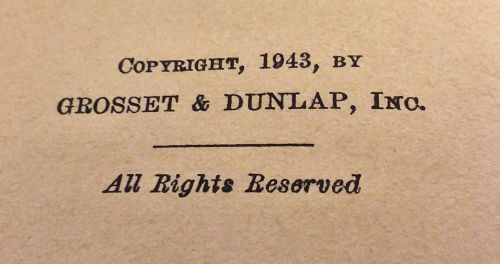 COPYRIGHT, 1943, BY
GROSSET & DUNLAP, INC.
All Rights Reserved